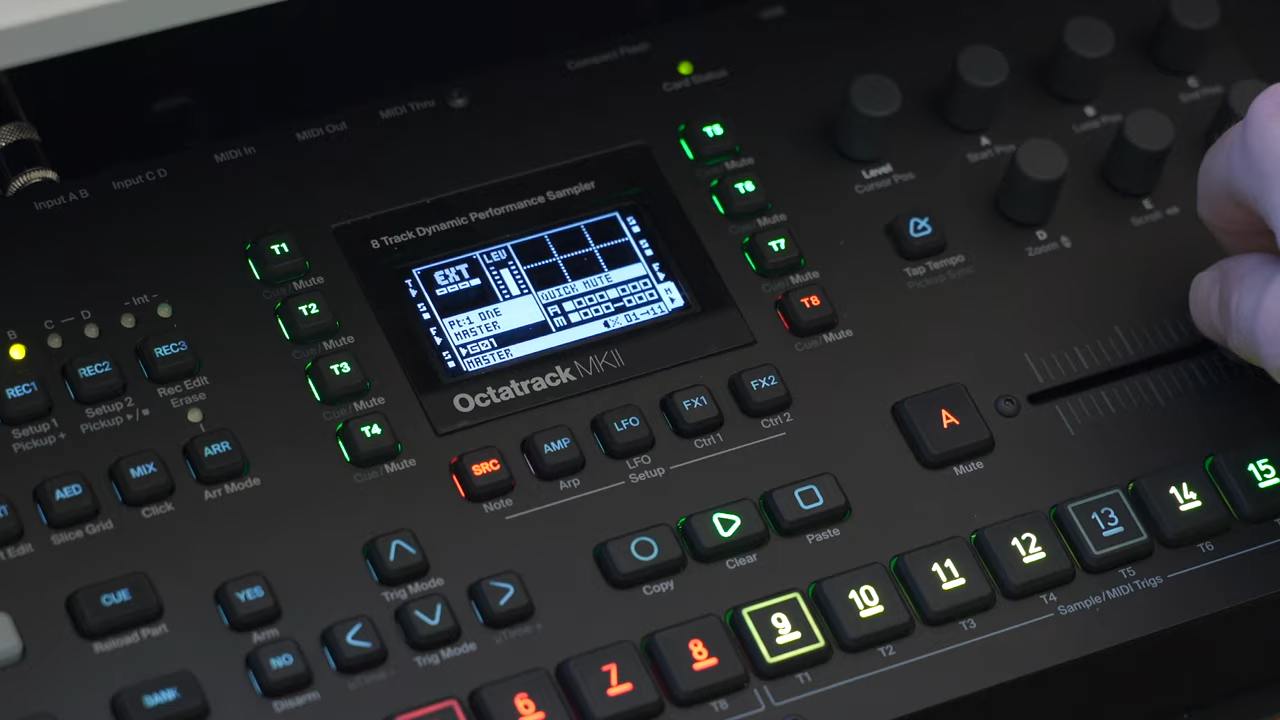 Compact Flash
Card Status
MIDI Thru
MIDI Out
MIDI In
Input C D
Input A B
T5
Cue/Mute
T6
Cue/Mute
T7
Cue/Mute
T8
Cue/Mute
T1
Cue/Mute
T2
Cue/Mute
T3
Cue/Mute
T4
Cue/Mute
8 Track Dynamic Performance Sampler
EXT
LEV
QUICK MUTE
Pt:1 ONE
MASTER
A
M
01
11
MASTER
Octatrack MKII
Level
Cursor Pos
A
Start Pos
B
Loop Pos
C
End Pos
D
Zoom
E
Scroll
Tap Tempo
Pickup Sync
B
C — D
- Int -
REC1
Setup 1
Pickup +
REC2
Setup 2
Pickup ▸/■
REC3
Rec Edit
Erase
AED
Slice Grid
MIX
Click
ARR
Arr Mode
SRC
Note
AMP
Arp
LFO
LFO
Setup
FX1
Ctrl 1
FX2
Ctrl 2
A
Mute
Copy
Clear
Paste
CUE
Reload Part
YES
Arm
NO
Disarm
BANK
Trig Mode
Trig Mode
µTime -
µTime +
6
7
8
9
10
11
12
13
14
15
T8
T1
T2
T3
T4
T5
T6
Sample/MIDI Trigs